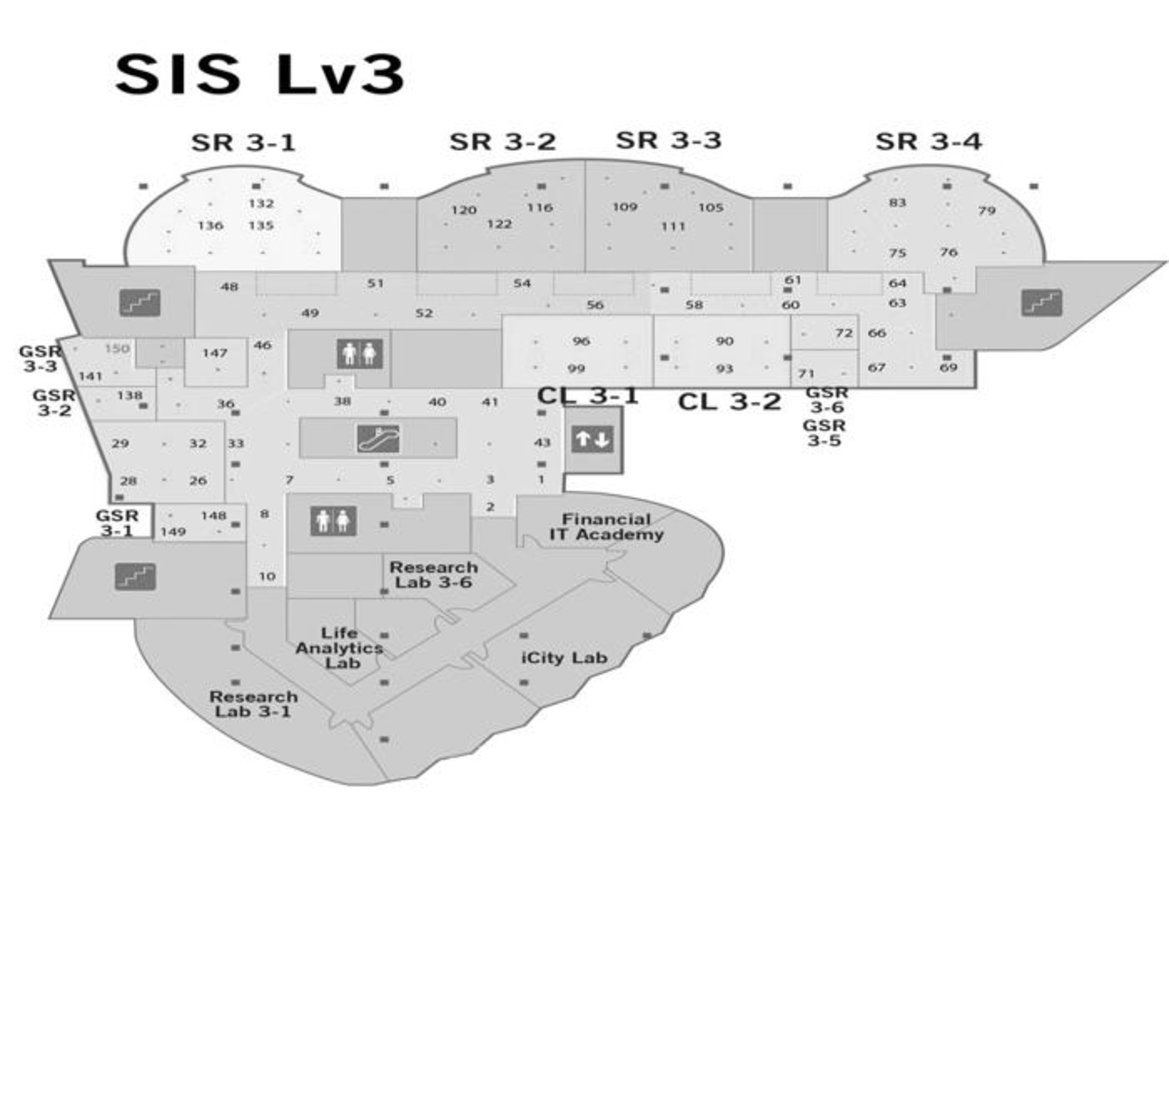 SIS Lv3
SR 3-1
SR 3-2
SR 3-3
SR 3-4
132
136 135
120 116
122
109 105
111
83
79
75 76
48
51
54
61
64
49
52
56
58
60
63
GSR
3-3
150
147
46
96
90
72 66
141
99
93
71
67
69
GSR
3-2
138
36
38
40
41
CL 3-1
CL 3-2
GSR
3-6
GSR
3-5
29
32
33
43
28
26
7
5
3
1
2
GSR
3-1
149
148
8
10
Financial
IT Academy
Research
Lab 3-6
Life
Analytics
Lab
iCity Lab
Research
Lab 3-1